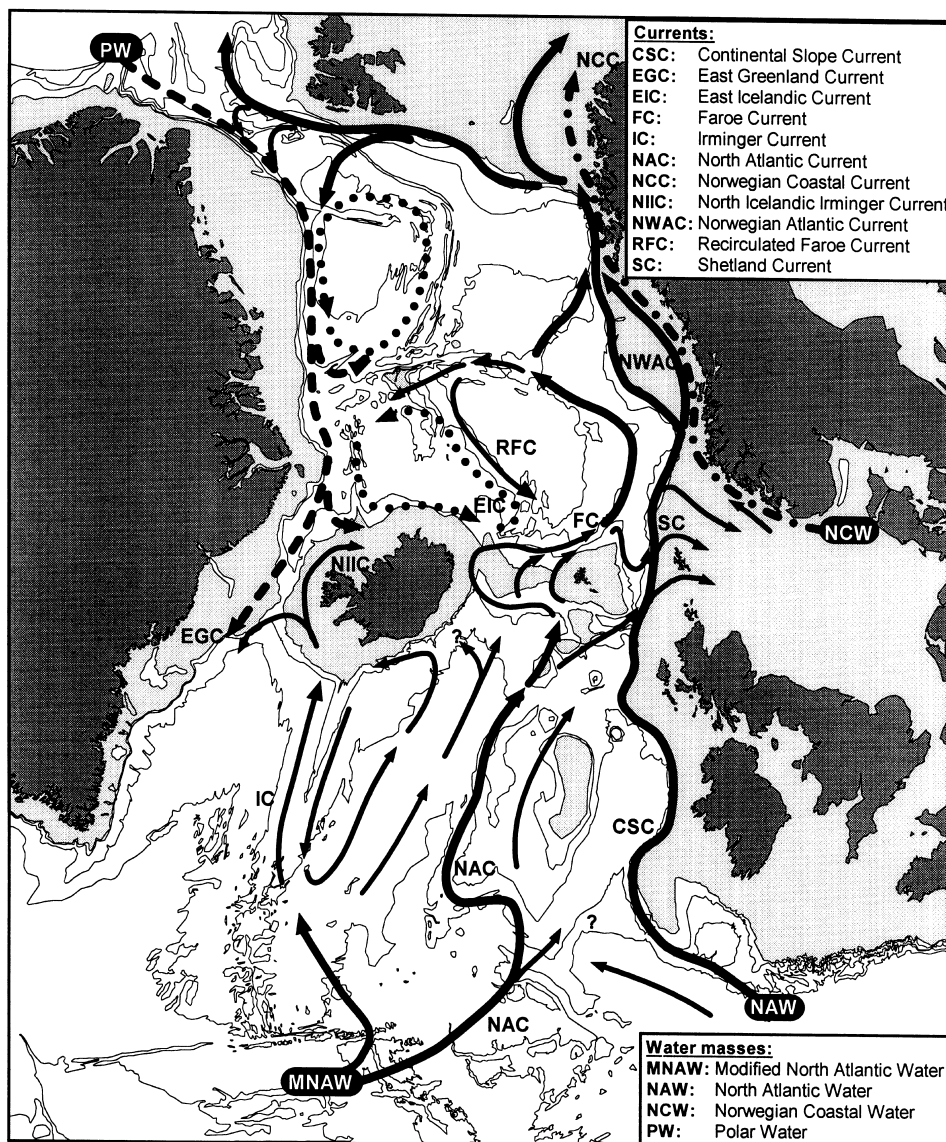 PW
NCC
Currents:
CSC: Continental Slope Current
EGC: East Greenland Current
EIC: East Icelandic Current
FC: Faroe Current
IC: Irminger Current
NAC: North Atlantic Current
NCC: Norwegian Coastal Current
NIIC: North Icelandic Irminger Current
NWAC: Norwegian Atlantic Current
RFC: Recirculated Faroe Current
SC: Shetland Current
NWAC
RFC
EIC
FC
SC
NCW
NIIC
EGC
?
IC
CSC
NAC
?
NAW
NAC
MNAW
Water masses:
MNAW: Modified North Atlantic Water
NAW: North Atlantic Water
NCW: Norwegian Coastal Water
PW: Polar Water